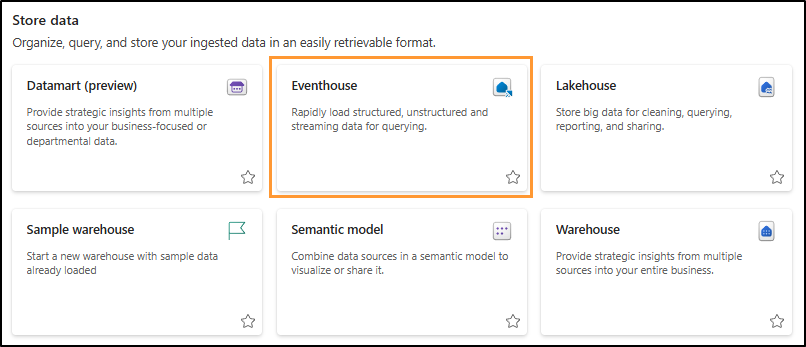 Store data
Organize, query, and store your ingested data in an easily retrievable format.
Datamart (preview)
Provide strategic insights from multiple
sources into your business-focused or
departmental data.
Eventhouse
Rapidly load structured, unstructured and
streaming data for querying.
Lakehouse
Store big data for cleaning, querying,
reporting, and sharing.
Sample warehouse
Start a new warehouse with sample data
already loaded
Semantic model
Combine data sources in a semantic model to
visualize or share it.
Warehouse
Provide strategic insights from multiple
sources into your entire business.